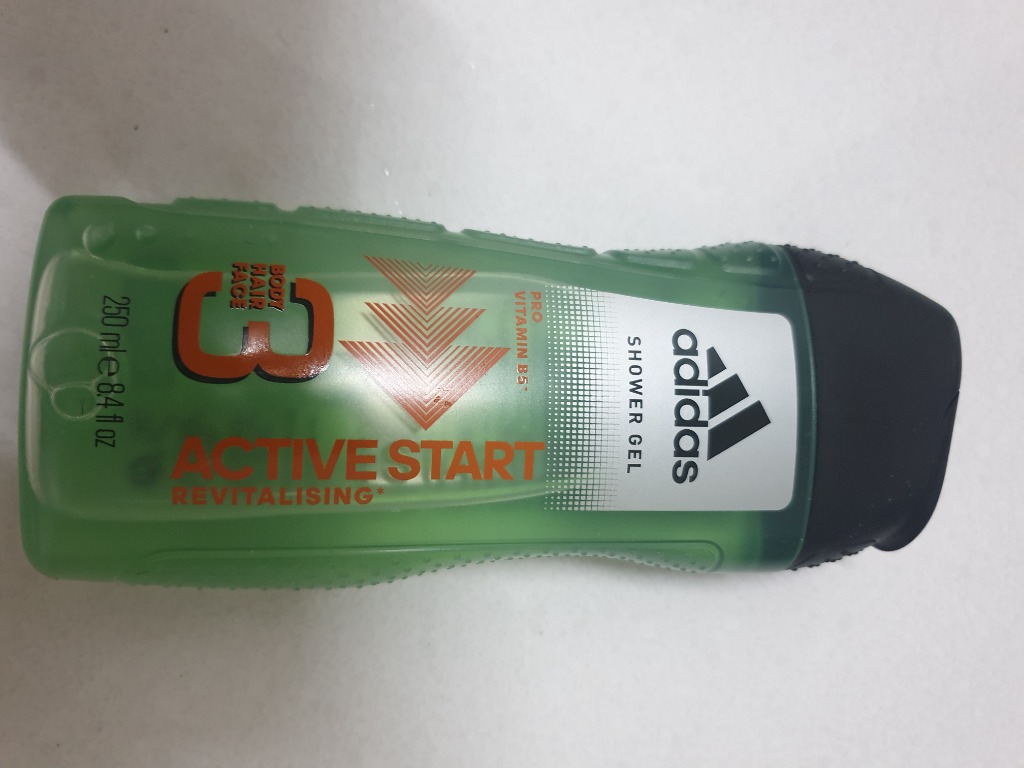 adidas
SHOWER GEL
PRO
VITAMIN B5
ACTIVE START
REVITALISING*
3
BODY
HAIR
FACE
250 ml e 8.4 fl oz